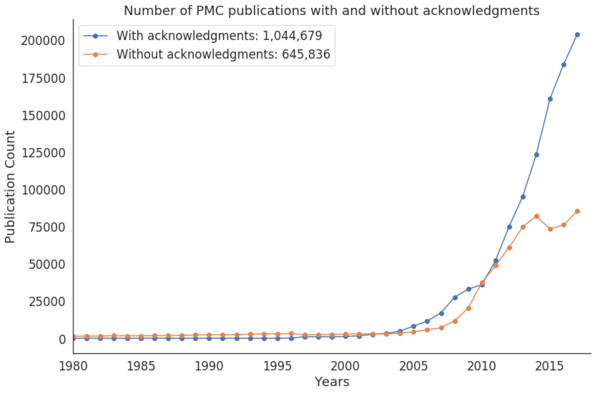 Number of PMC publications with and without acknowledgments
With acknowledgments: 1,044,679
Without acknowledgments: 645,836
Publication Count
200000
175000
150000
125000
100000
75000
50000
25000
0
1980 1985 1990 1995 2000 2005 2010 2015
Years